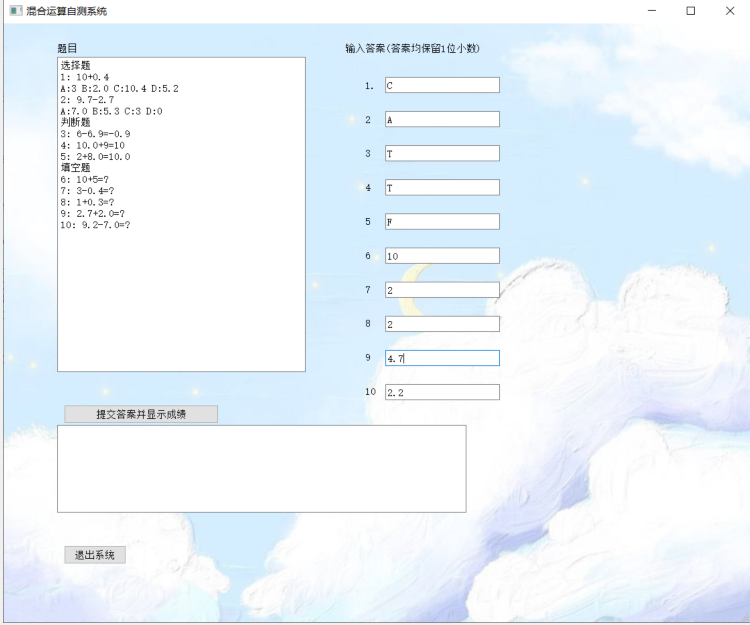 混合运算自测系统
题目
选择题
1: 10+0.4
A:3 B:2.0 C:10.4 D:5.2
2: 9.7-2.7
A:7.0 B:5.3 C:3 D:0
判断题
3: 6-6.9=-0.9
4: 10.0+9=10
5: 2+8.0=10.0
填空题
6: 10+5=?
7: 3-0.4=?
8: 1+0.3=?
9: 2.7+2.0=?
10: 9.2-7.0=?
输入答案(答案均保留1位小数)
1. C
2 A
3 T
4 T
5 F
6 10
7 2
8 2
9 4.7
10 2.2
提交答案并显示成绩
退出系统